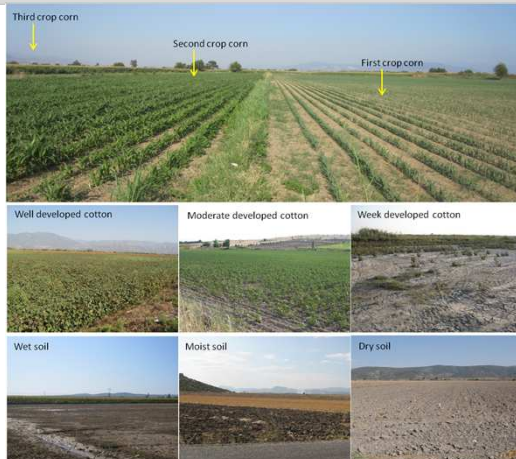 Third crop corn
Second crop corn
First crop corn
Well developed cotton
Moderate developed cotton
Week developed cotton
Wet soil
Moist soil
Dry soil